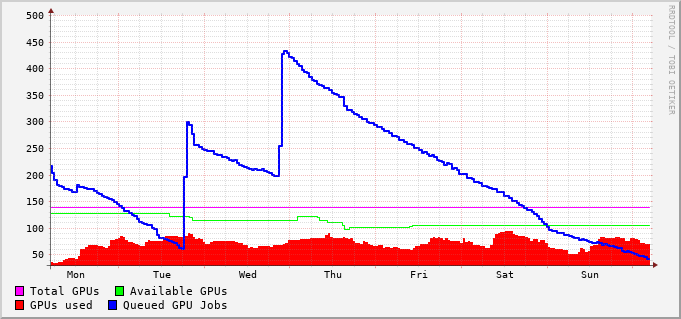 500
450
400
350
300
250
200
150
100
50
Mon Tue Wed Thu Fri Sat Sun
Total GPUs Available GPUs
GPUs used Queued GPU Jobs
RRDTOOL / TOBI OETIKER